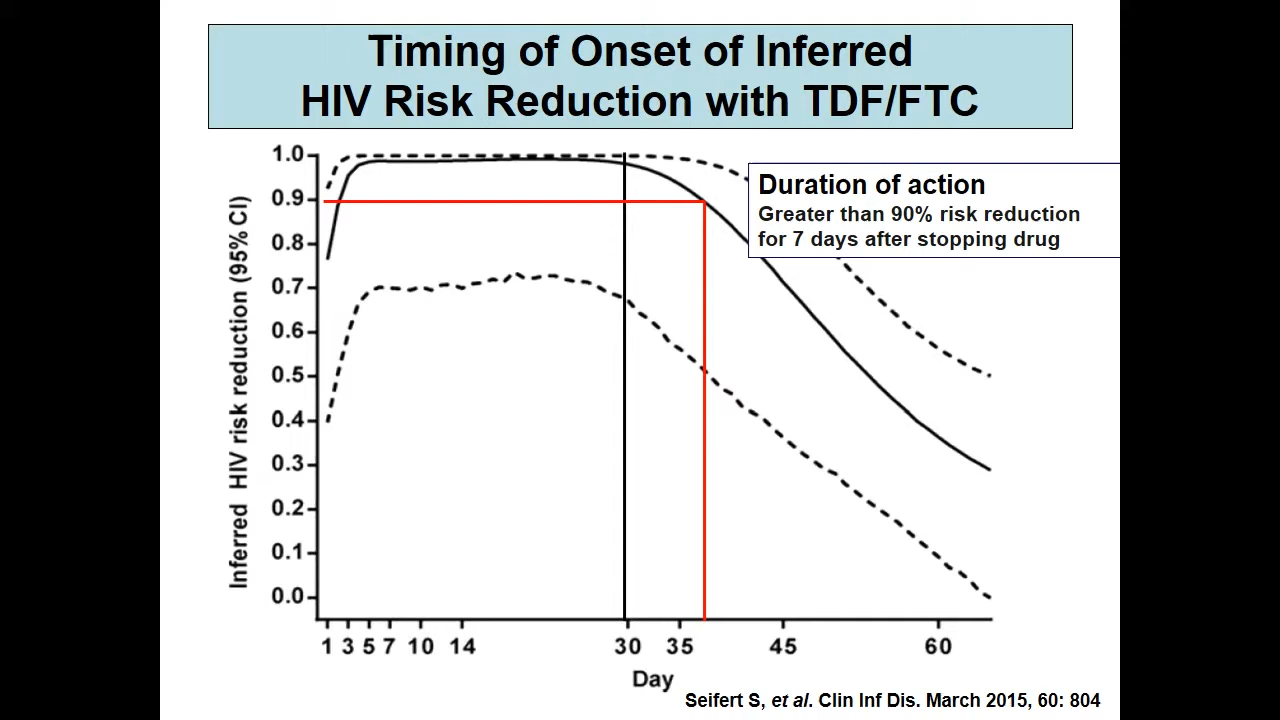 Timing of Onset of Inferred
HIV Risk Reduction with TDF/FTC
Inferred HIV risk reduction (95% CI)
1.0
0.9
0.8
0.7
0.6
0.5
0.4
0.3
0.2
0.1
0.0
Duration of action
Greater than 90% risk reduction
for 7 days after stopping drug
1 3 5 7 10 14 30 35 45 60
Day
Seifert S, et al. Clin Inf Dis. March 2015, 60: 804